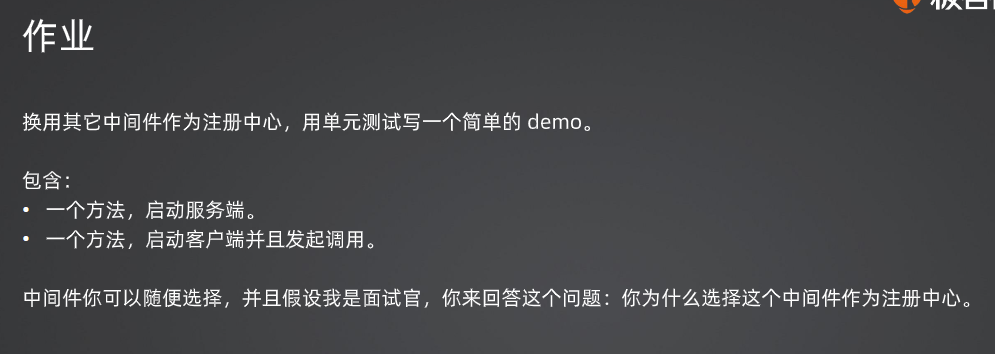 作业
换用其它中间件作为注册中心，用单元测试写一个简单的 demo。
包含：
• 一个方法，启动服务端。
• 一个方法，启动客户端并且发起调用。
中间件你可以随便选择，并且假设我是面试官，你来回答这个问题：你为什么选择这个中间件作为注册中心。